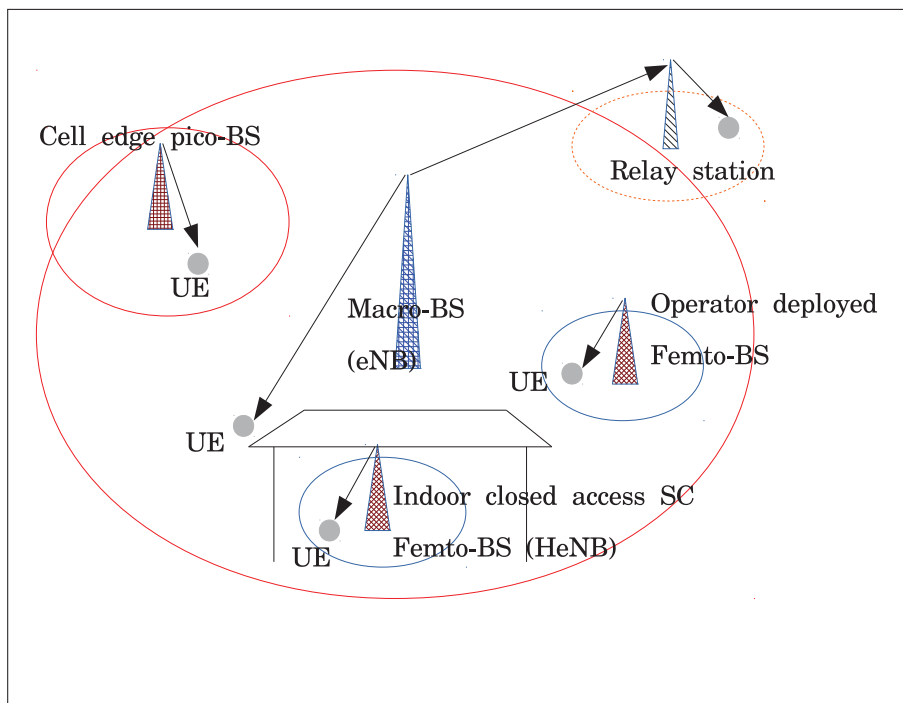 Cell edge pico-BS
UE
Relay station
Macro-BS
(eNB)
Operator deployed
Femto-BS
UE
UE
Indoor closed access SC
Femto-BS (HeNB)
UE